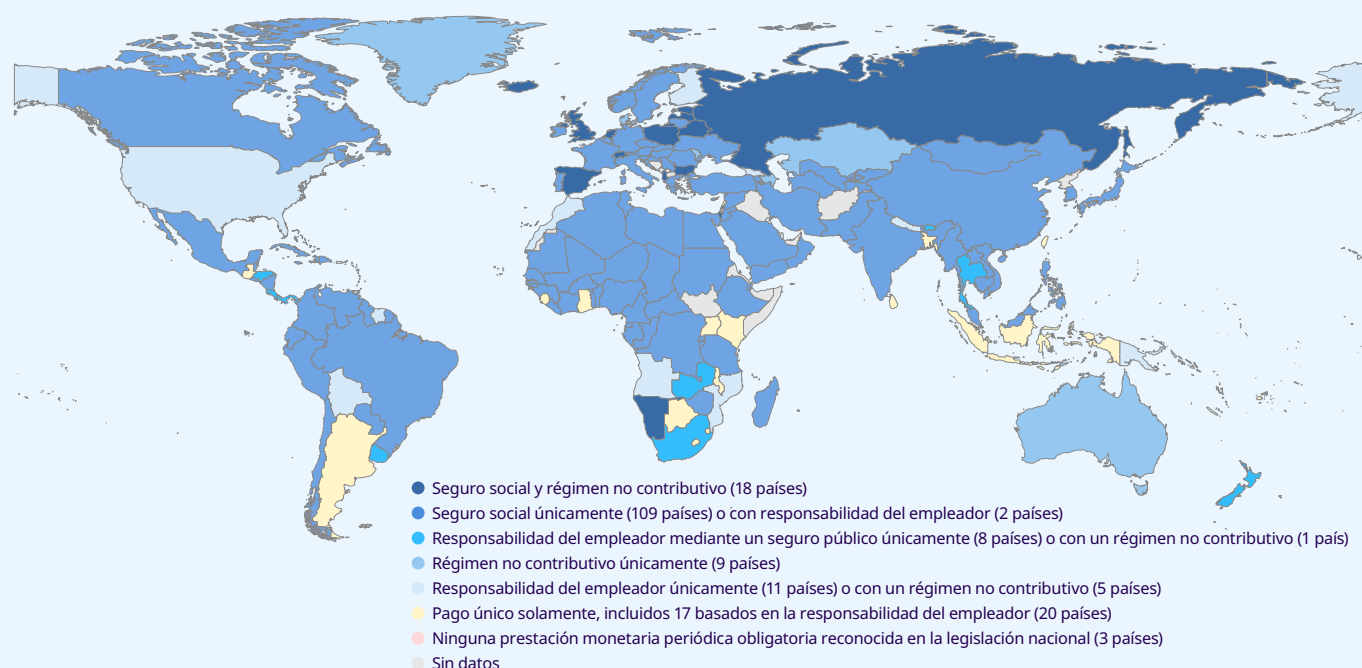 Seguro social y régimen no contributivo (18 países)
Seguro social únicamente (109 países) o con responsabilidad del empleador (2 países)
Responsabilidad del empleador mediante un seguro público únicamente (8 países) o con un régimen no contributivo (1 país)
Régimen no contributivo únicamente (9 países)
Responsabilidad del empleador únicamente (11 países) o con un régimen no contributivo (5 países)
Pago único solamente, incluidos 17 basados en la responsabilidad del empleador (20 países)
Ninguna prestación monetaria periódica obligatoria reconocida en la legislación nacional (3 países)
Sin datos